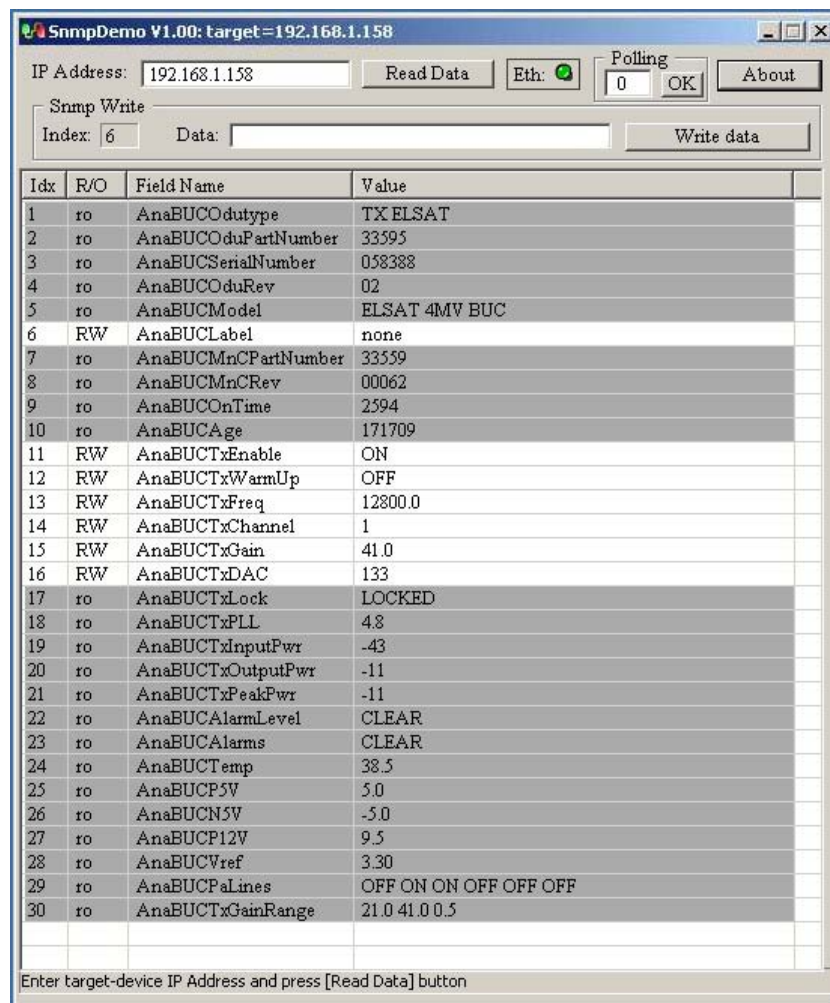 SnmpDemo V1.00: target=192.168.1.158
IP Address: 192.168.1.158 Read Data Eth: Polling 0 OK About
Snmp Write
Index: 6 Data: Write data
Idx R/O Field Name Value
1 ro AnaBUCOdutype TX ELSAT
2 ro AnaBUCOduPartNumber 33595
3 ro AnaBUCSerialNumber 058388
4 ro AnaBUCOduRev 02
5 ro AnaBUCModel ELSAT 4MV BUC
6 RW AnaBUCLabel none
7 ro AnaBUCMnCPartNumber 33559
8 ro AnaBUCMnCRev 00062
9 ro AnaBUCOnTime 2594
10 ro AnaBUCAge 171709
11 RW AnaBUCTxEnable ON
12 RW AnaBUCTxWarmUp OFF
13 RW AnaBUCTxFreq 12800.0
14 RW AnaBUCTxChannel 1
15 RW AnaBUCTxGain 41.0
16 RW AnaBUCTxDAC 133
17 ro AnaBUCTxLock LOCKED
18 ro AnaBUCTxPLL 4.8
19 ro AnaBUCTxInputPwr -43
20 ro AnaBUCTxOutputPwr -11
21 ro AnaBUCTxPeakPwr -11
22 ro AnaBUCAlarmLevel CLEAR
23 ro AnaBUCAlarms CLEAR
24 ro AnaBUCTemp 38.5
25 ro AnaBUCP5V 5.0
26 ro AnaBUCN5V -5.0
27 ro AnaBUCP12V 9.5
28 ro AnaBUCVref 3.30
29 ro AnaBUCPaLines OFF ON ON OFF OFF OFF
30 ro AnaBUCTxGainRange 21.0 41.0 0.5
Enter target-device IP Address and press [Read Data] button